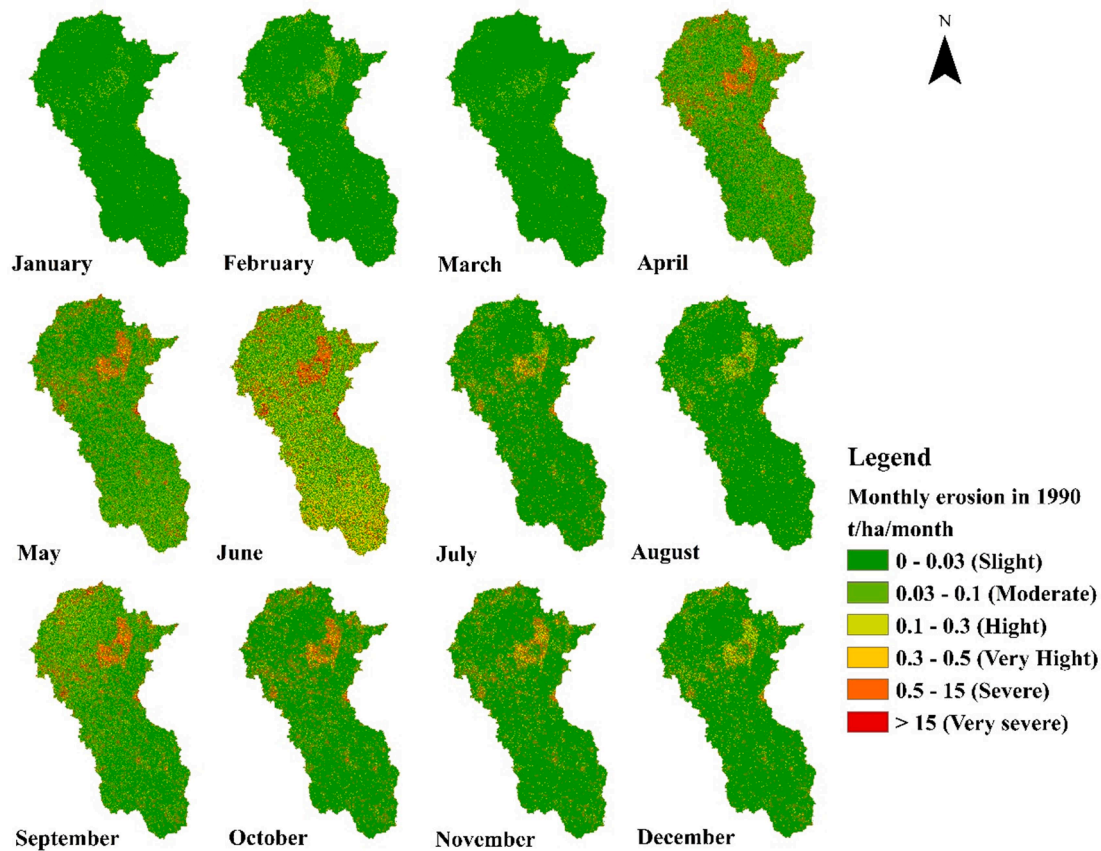 N
January
February
March
April
May
June
July
August
September
October
November
December
Legend
Monthly erosion in 1990
t/ha/month
0 - 0.03 (Slight)
0.03 - 0.1 (Moderate)
0.1 - 0.3 (Hight)
0.3 - 0.5 (Very Hight)
0.5 - 15 (Severe)
> 15 (Very severe)